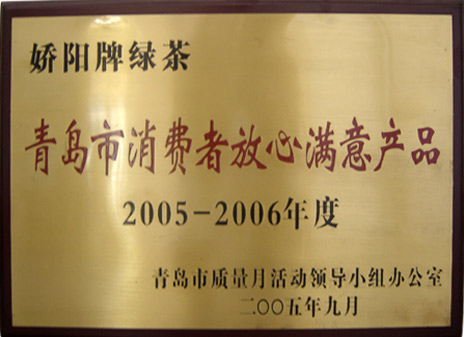 娇阳牌绿茶
青岛市消费者放心满意产品
2005-2006年度
青岛市质量月活动领导小组办公室
二〇〇五年九月